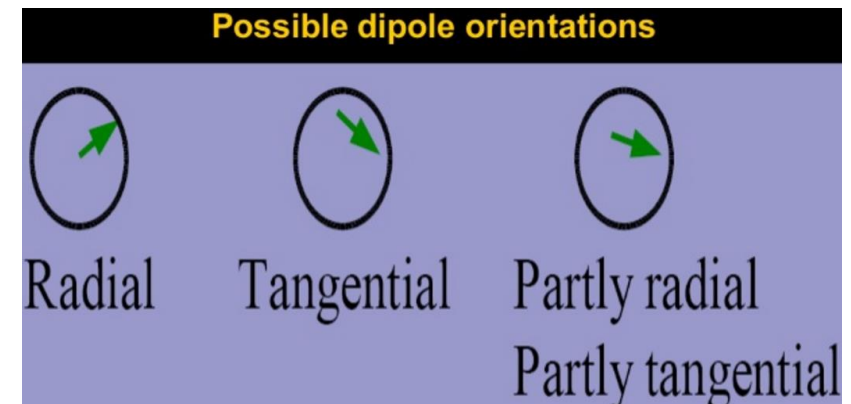 Possible dipole orientations
Radial
Tangential
Partly radial
Partly tangential